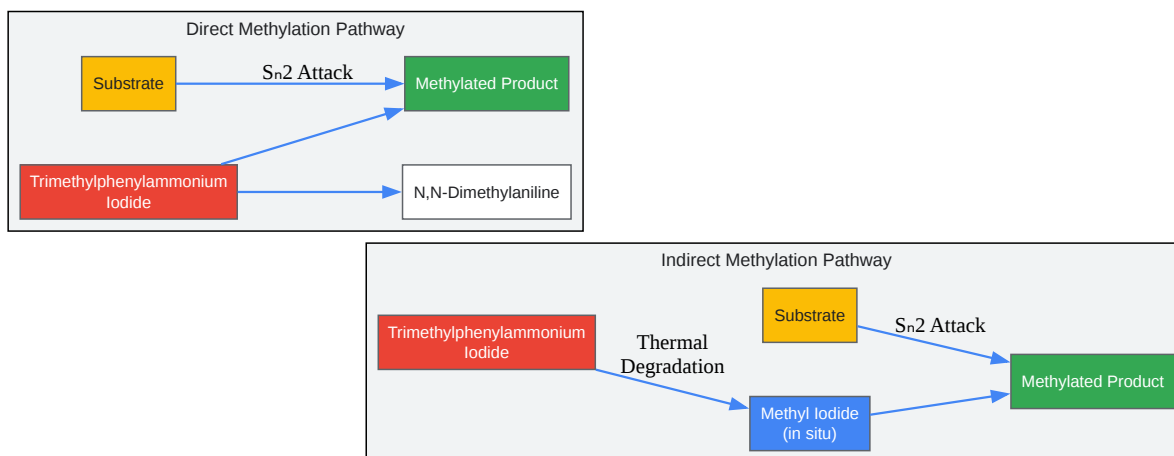 Direct Methylation Pathway
Substrate
Sₙ2 Attack
Methylated Product
Trimethylphenylammonium
Iodide
N,N-Dimethylaniline
Indirect Methylation Pathway
Substrate
Sₙ2 Attack
Trimethylphenylammonium
Iodide
Thermal
Degradation
Methylated Product
Methyl Iodide
(in situ)